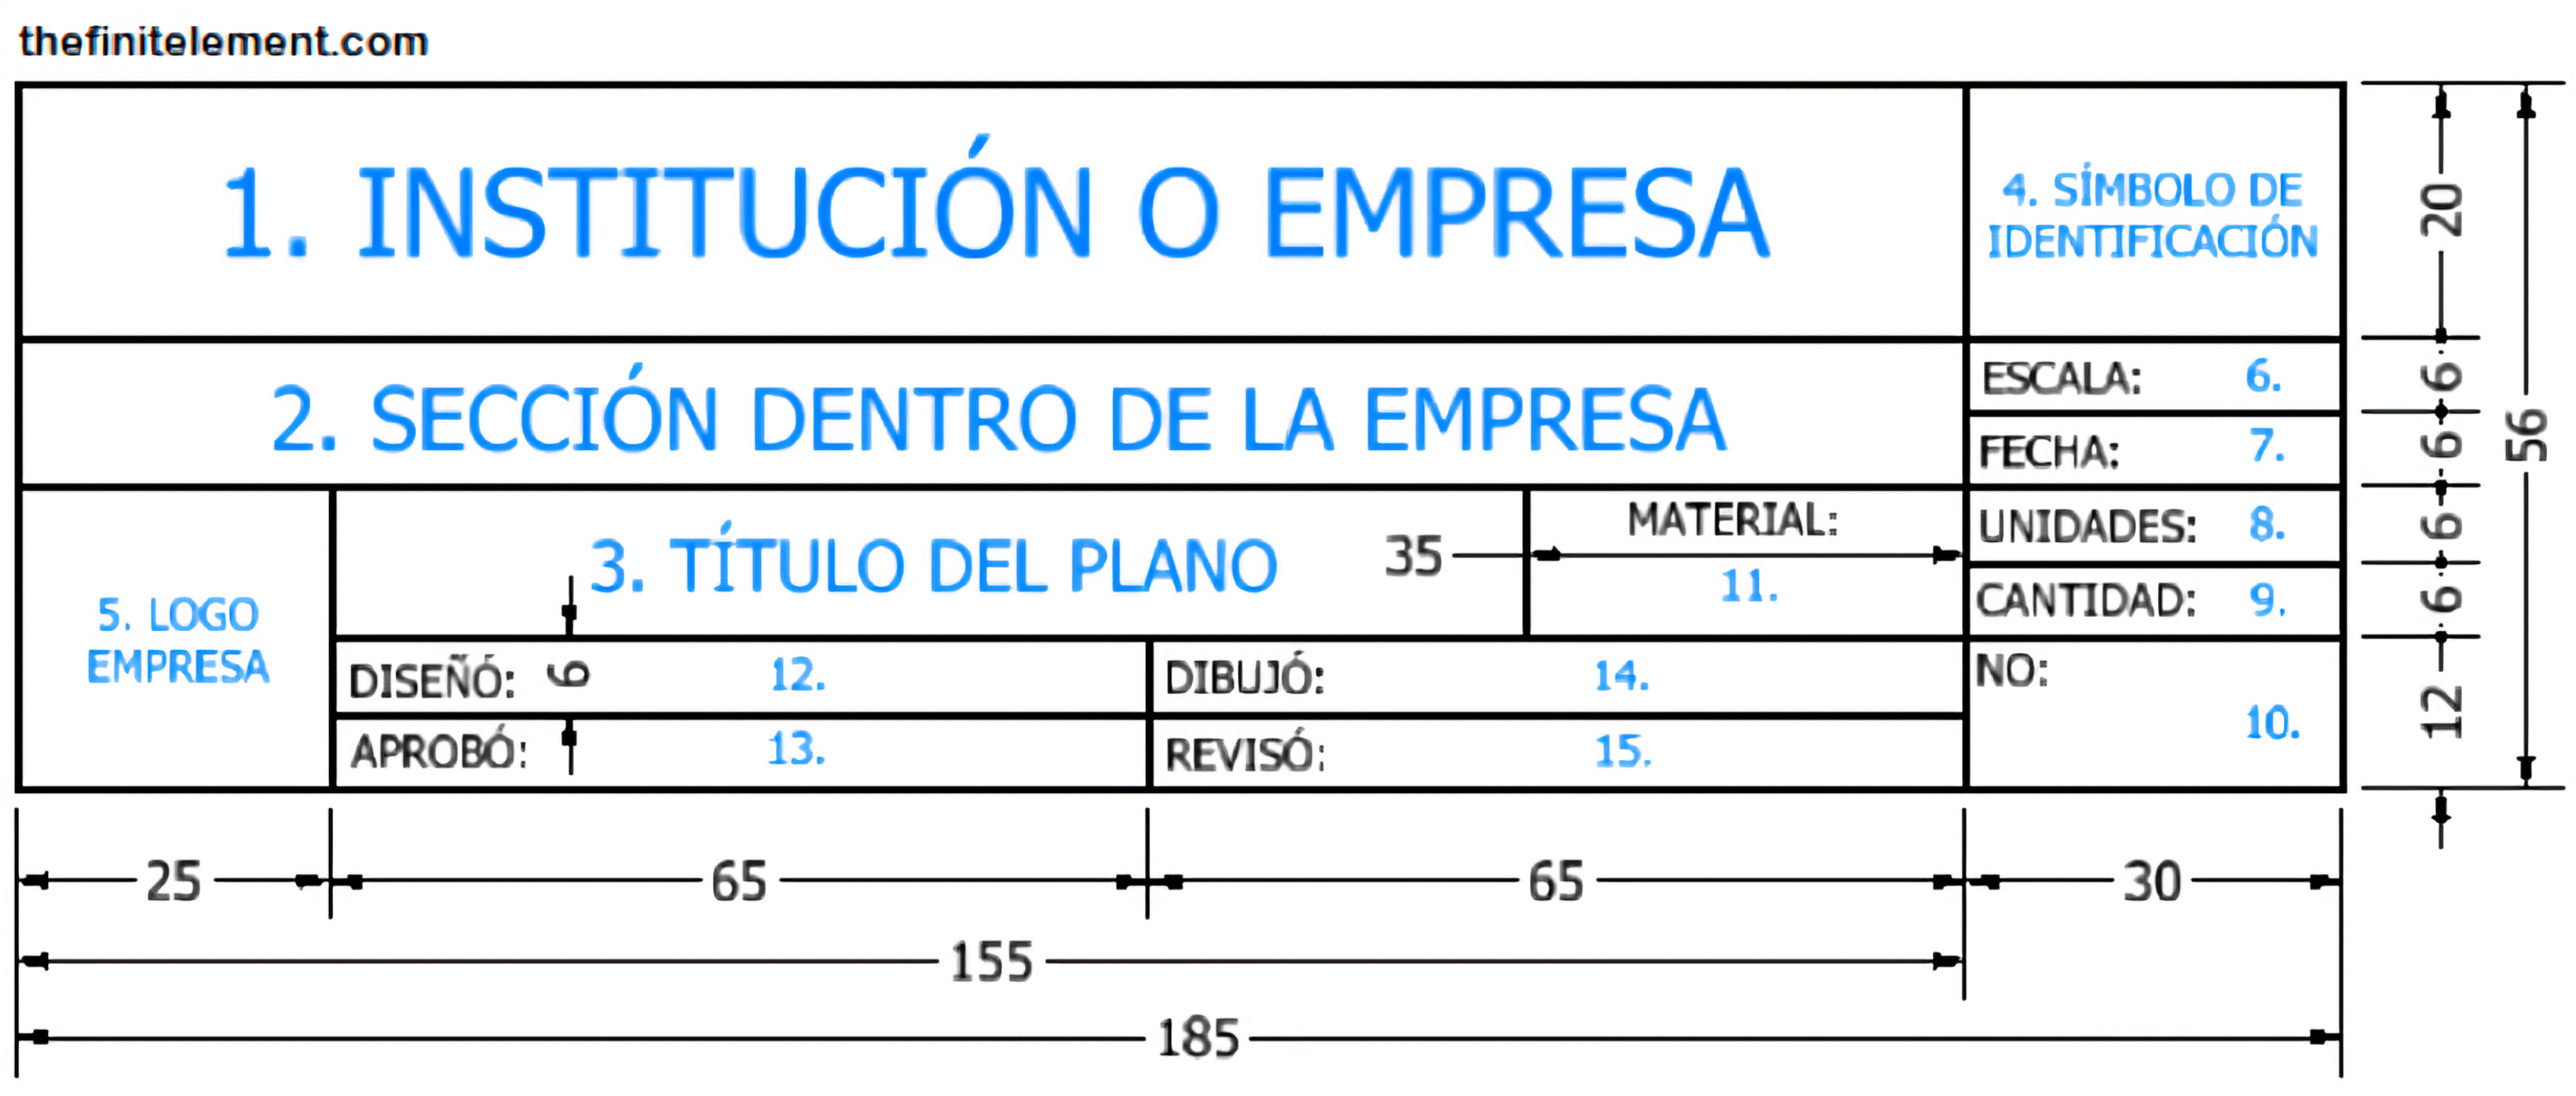 thefinitelement.com
1. INSTITUCIÓN O EMPRESA
4. SÍMBOLO DE
IDENTIFICACIÓN
20
2. SECCIÓN DENTRO DE LA EMPRESA
ESCALA: 6.
6
FECHA: 7.
6
56
5. LOGO
EMPRESA
3. TÍTULO DEL PLANO
35
MATERIAL:
11.
UNIDADES: 8.
6
CANTIDAD: 9.
6
DISEÑÓ: 6 12.
DIBUJÓ: 14.
NO:
10.
12
APROBÓ: 13.
REVISÓ: 15.
25 65 65 30
155
185